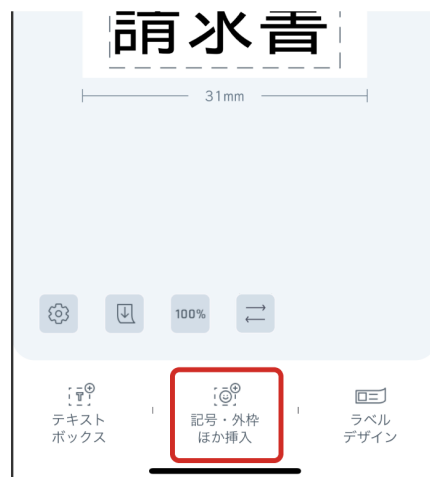 請求書
31mm
100%
テキスト
ボックス
記号・外枠
ほか挿入
ラベル
デザイン